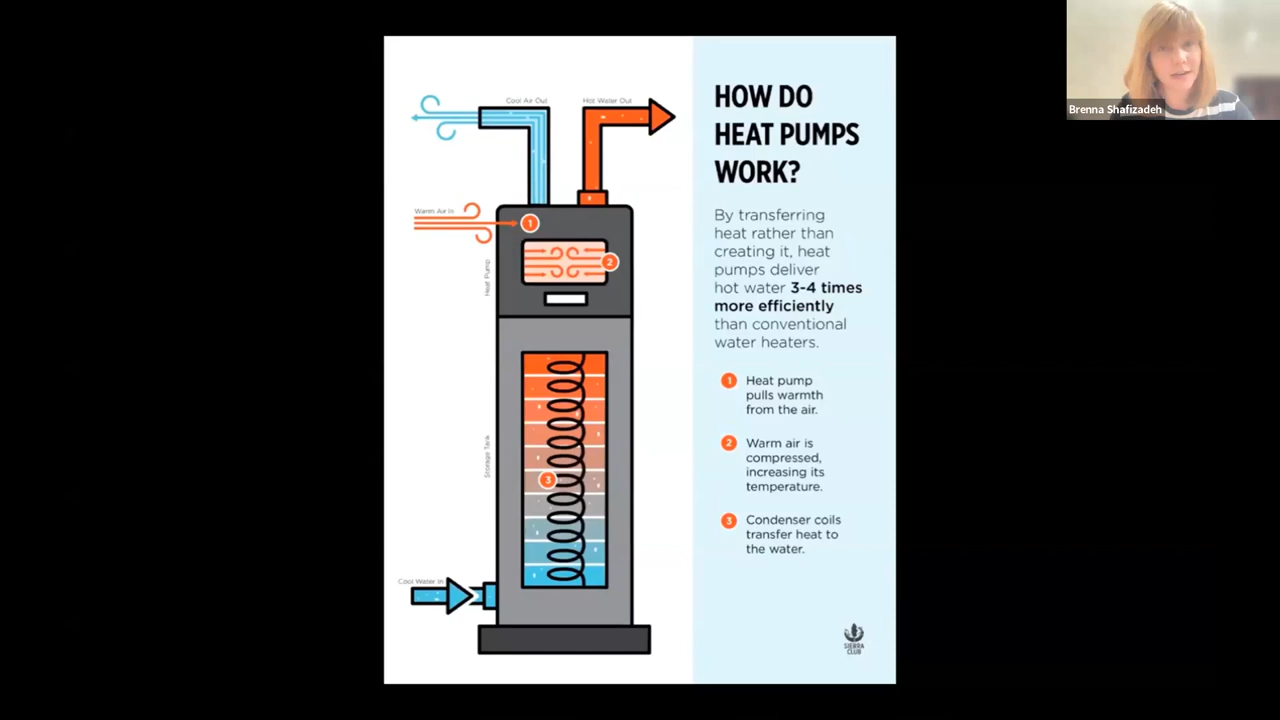 Brenna Shafizadeh
Cool Air Out
Hot Water Out
Warm Air In
1
2
Heat Pump
3
Storage Tank
Cool Water In
HOW DO
HEAT PUMPS
WORK?
By transferring
heat rather than
creating it, heat
pumps deliver
hot water 3-4 times
more efficiently
than conventional
water heaters.
1 Heat pump
pulls warmth
from the air.
2 Warm air is
compressed,
increasing its
temperature.
3 Condenser coils
transfer heat to
the water.
SIERRA
CLUB